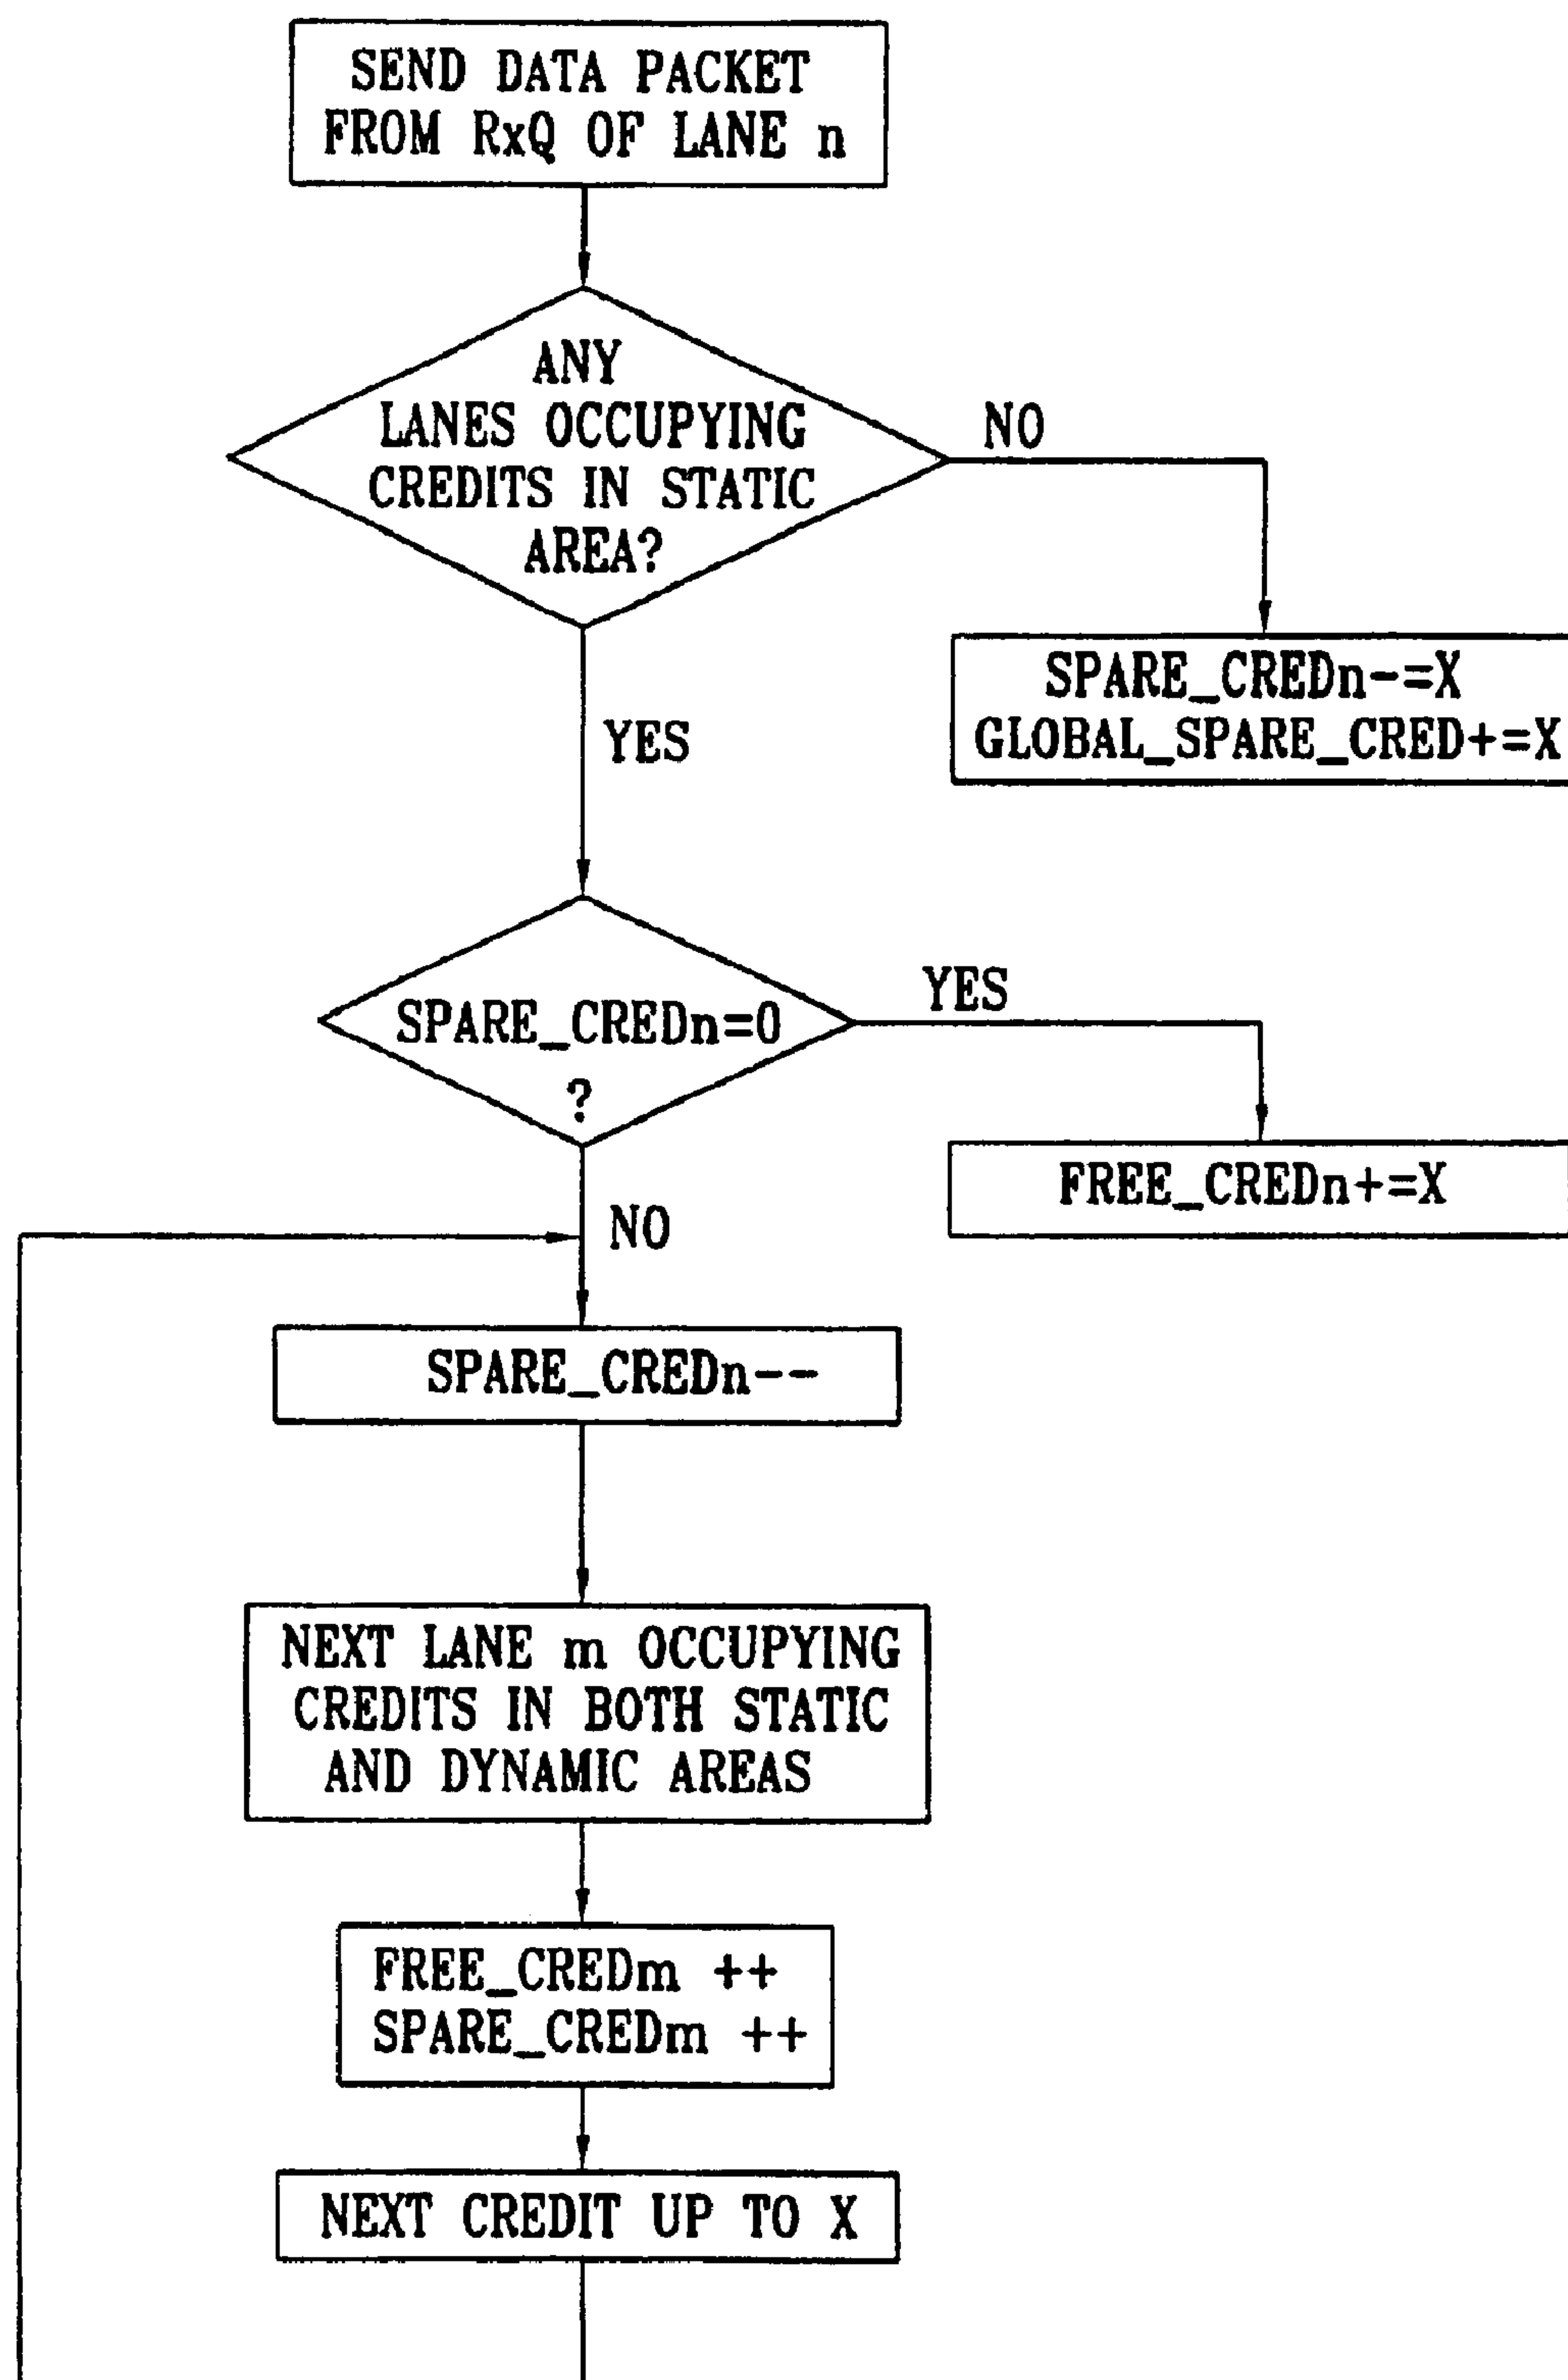 SEND DATA PACKET
FROM RxQ OF LANE n
ANY
LANES OCCUPYING
CREDITS IN STATIC
AREA?
NO
SPARE_CREDn-=X
GLOBAL_SPARE_CRED+=X
YES
SPARE_CREDn=0
?
YES
FREE_CREDn+=X
NO
SPARE_CREDn--
NEXT LANE m OCCUPYING
CREDITS IN BOTH STATIC
AND DYNAMIC AREAS
FREE_CREDm ++
SPARE_CREDm ++
NEXT CREDIT UP TO X